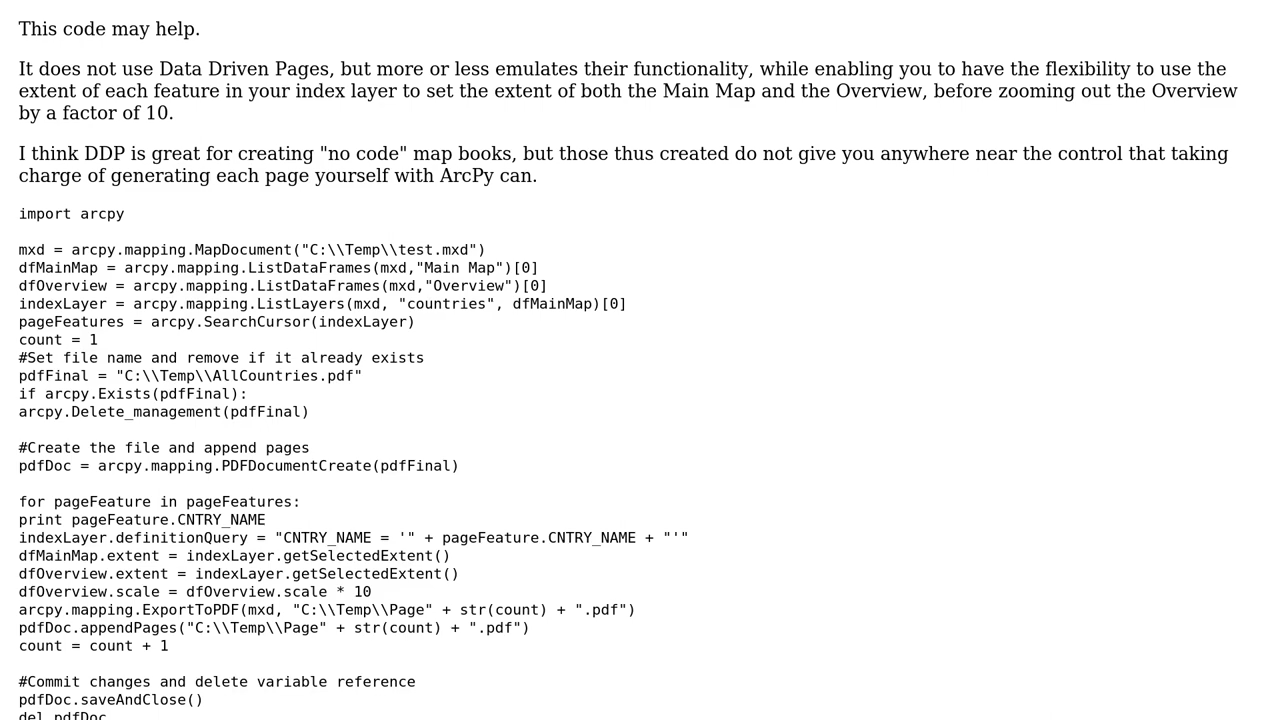 This code may help.
It does not use Data Driven Pages, but more or less emulates their functionality, while enabling you to have the flexibility to use the
extent of each feature in your index layer to set the extent of both the Main Map and the Overview, before zooming out the Overview
by a factor of 10.
I think DDP is great for creating "no code" map books, but those thus created do not give you anywhere near the control that taking
charge of generating each page yourself with ArcPy can.
import arcpy
mxd = arcpy.mapping.MapDocument("C:\\Temp\\test.mxd")
dfMainMap = arcpy.mapping.ListDataFrames(mxd,"Main Map")[0]
dfOverview = arcpy.mapping.ListDataFrames(mxd,"Overview")[0]
indexLayer = arcpy.mapping.ListLayers(mxd, "countries", dfMainMap)[0]
pageFeatures = arcpy.SearchCursor(indexLayer)
count = 1
#Set file name and remove if it already exists
pdfFinal = "C:\\Temp\\AllCountries.pdf"
if arcpy.Exists(pdfFinal):
arcpy.Delete_management(pdfFinal)
#Create the file and append pages
pdfDoc = arcpy.mapping.PDFDocumentCreate(pdfFinal)
for pageFeature in pageFeatures:
print pageFeature.CNTRY_NAME
indexLayer.definitionQuery = "CNTRY_NAME = '" + pageFeature.CNTRY_NAME + "'"
dfMainMap.extent = indexLayer.getSelectedExtent()
dfOverview.extent = indexLayer.getSelectedExtent()
dfOverview.scale = dfOverview.scale * 10
arcpy.mapping.ExportToPDF(mxd, "C:\\Temp\\Page" + str(count) + ".pdf")
pdfDoc.appendPages("C:\\Temp\\Page" + str(count) + ".pdf")
count = count + 1
#Commit changes and delete variable reference
pdfDoc.saveAndClose()
del pdfDoc